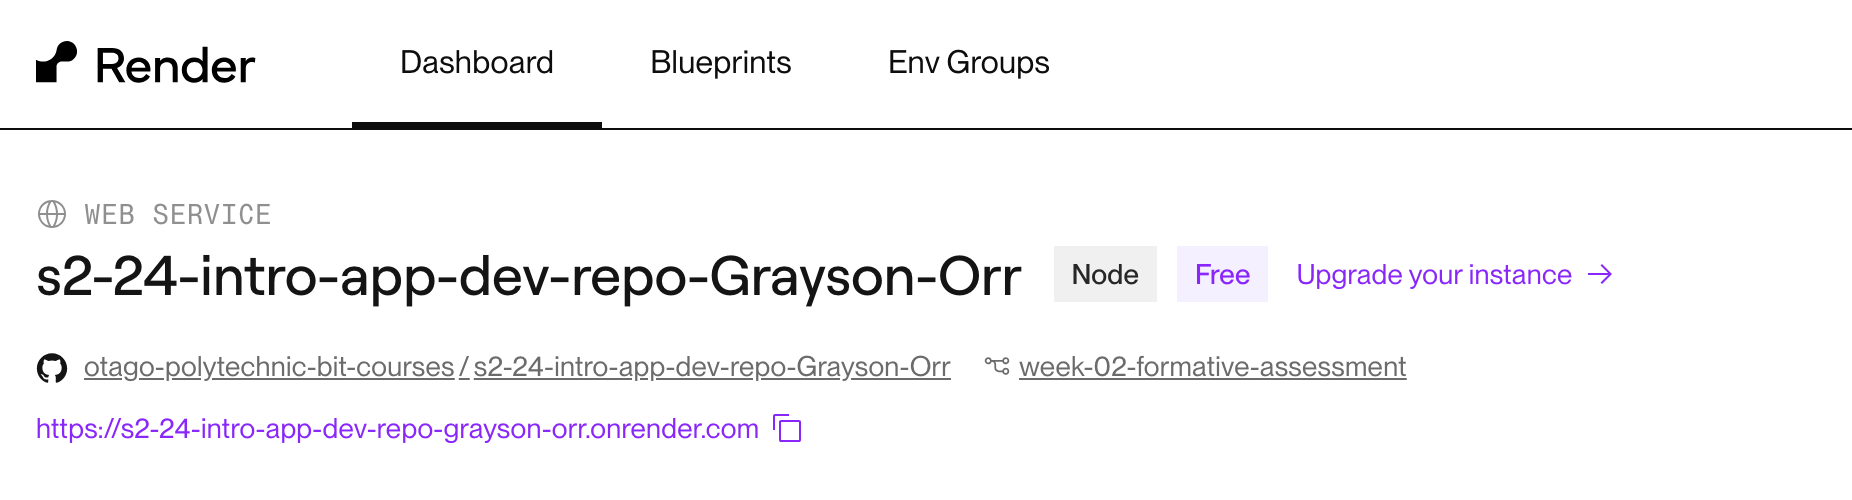 Render Dashboard Blueprints Env Groups
WEB SERVICE
s2-24-intro-app-dev-repo-Grayson-Orr Node Free Upgrade your instance →
otago-polytechnic-bit-courses / s2-24-intro-app-dev-repo-Grayson-Orr week-02-formative-assessment
https://s2-24-intro-app-dev-repo-grayson-orr.onrender.com